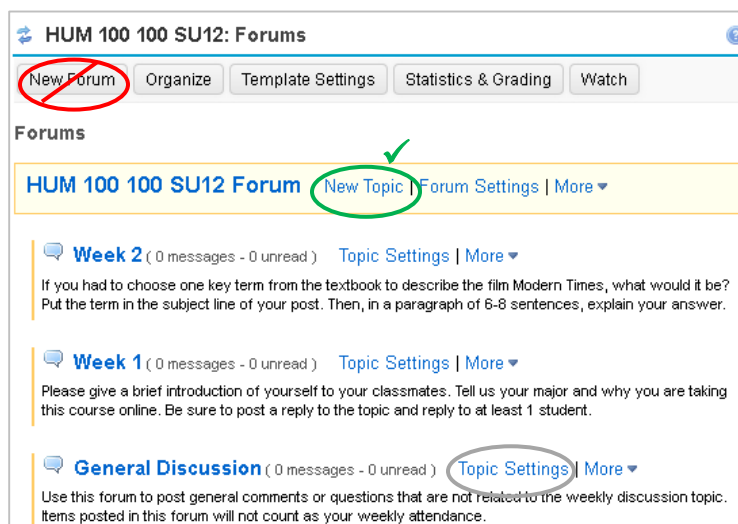 HUM 100 100 SU12: Forums
New Forum Organize Template Settings Statistics & Grading Watch
Forums
HUM 100 100 SU12 Forum New Topic | Forum Settings | More
Week 2 ( 0 messages - 0 unread ) Topic Settings | More
If you had to choose one key term from the textbook to describe the film Modern Times, what would it be?
Put the term in the subject line of your post. Then, in a paragraph of 6-8 sentences, explain your answer.
Week 1 ( 0 messages - 0 unread ) Topic Settings | More
Please give a brief introduction of yourself to your classmates. Tell us your major and why you are taking
this course online. Be sure to post a reply to the topic and reply to at least 1 student.
General Discussion ( 0 messages - 0 unread ) Topic Settings | More
Use this forum to post general comments or questions that are not related to the weekly discussion topic.
Items posted in this forum will not count as your weekly attendance.